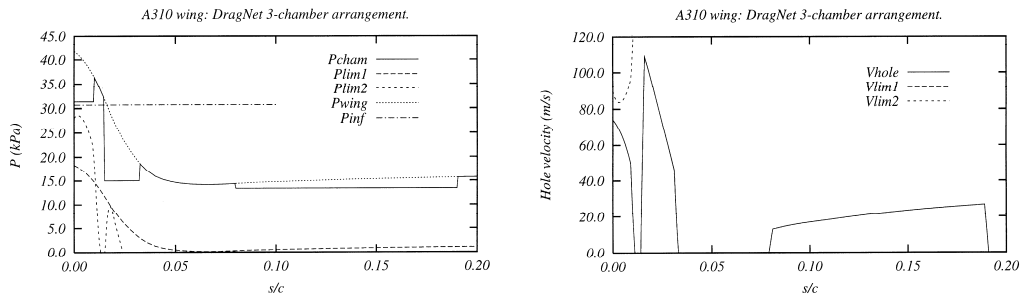 A310 wing: DragNet 3-chamber arrangement.
45.0
40.0
35.0
30.0
25.0
20.0
15.0
10.0
5.0
0.0
P (kPa)
Pcham
Plim1
Plim2
Pwing
Pinf
0.00 0.05 0.10 0.15 0.20
s/c
A310 wing: DragNet 3-chamber arrangement.
120.0
100.0
80.0
60.0
40.0
20.0
0.0
Hole velocity (m/s)
Vhole
Vlim1
Vlim2
0.00 0.05 0.10 0.15 0.20
s/c